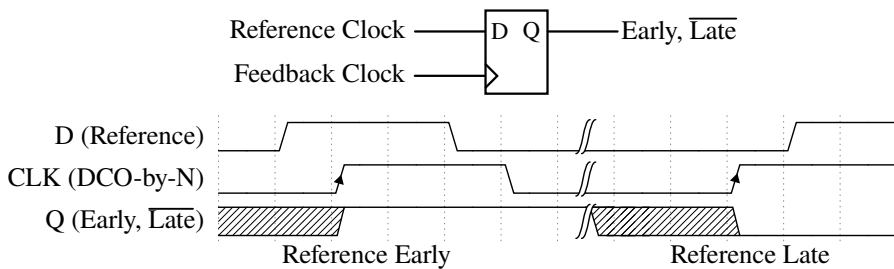 Reference Clock
D Q
Early, Late
Feedback Clock
D (Reference)
CLK (DCO-by-N)
Q (Early, Late)
Reference Early
Reference Late